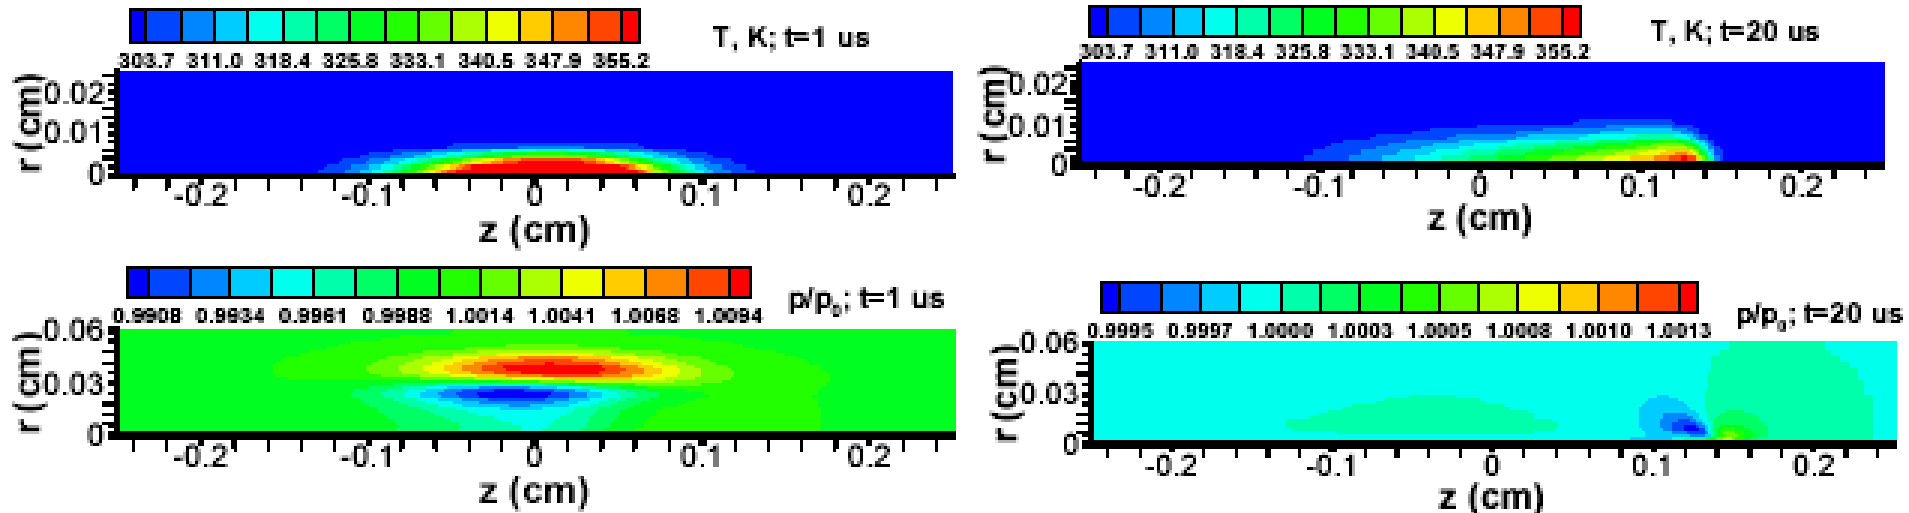 T, K; t=1 us
303.7 311.0 318.4 325.8 333.1 340.5 347.9 355.2
r (cm)
0.02
0.01
0
-0.2 -0.1 0 0.1 0.2
z (cm)
T, K; t=20 us
303.7 311.0 318.4 325.8 333.1 340.5 347.9 355.2
r (cm)
0.02
0.01
0
-0.2 -0.1 0 0.1 0.2
z (cm)
p/p₀; t=1 us
0.9908 0.9934 0.9961 0.9988 1.0014 1.0041 1.0068 1.0094
r (cm)
0.06
0.03
0
-0.2 -0.1 0 0.1 0.2
z (cm)
p/p₀; t=20 us
0.9995 0.9997 1.0000 1.0003 1.0005 1.0008 1.0010 1.0013
r (cm)
0.06
0.03
0
-0.2 -0.1 0 0.1 0.2
z (cm)